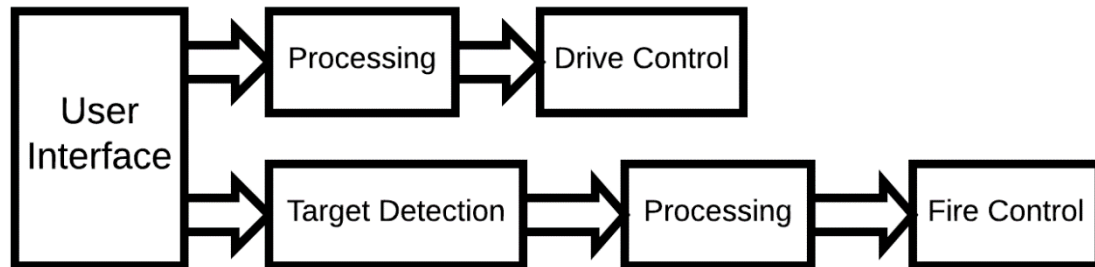 User
Interface
Processing
Drive Control
Target Detection
Processing
Fire Control